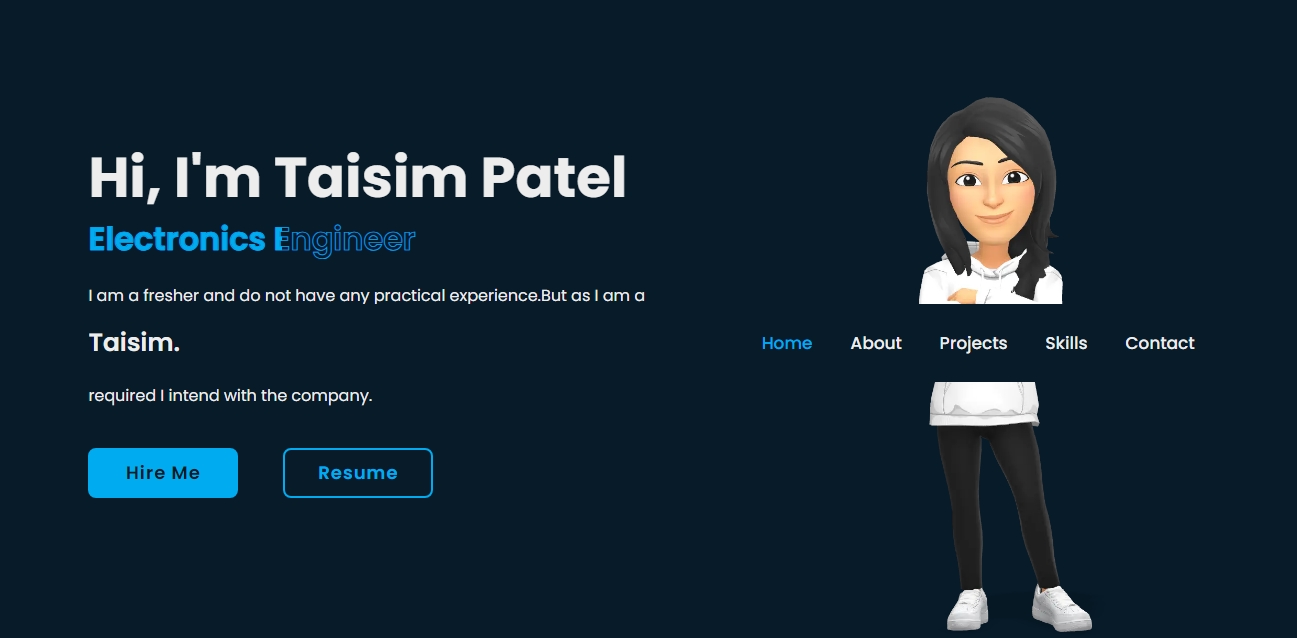 Hi, I'm Taisim Patel
Electronics Engineer
I am a fresher and do not have any practical experience.But as I am a
Taisim.
Home About Projects Skills Contact
required I intend with the company.
Hire Me Resume